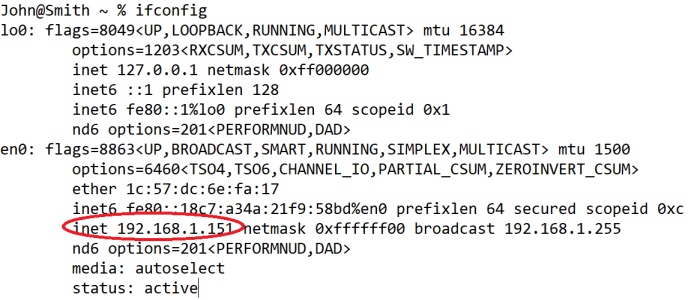 John@Smith ~ % ifconfig
lo0: flags=8049<UP,LOOPBACK,RUNNING,MULTICAST> mtu 16384
options=1203<RXCSUM,TXCSUM,TXSTATUS,SW_TIMESTAMP>
inet 127.0.0.1 netmask 0xff000000
inet6 ::1 prefixlen 128
inet6 fe80::1%lo0 prefixlen 64 scopeid 0x1
nd6 options=201<PERFORMNUD,DAD>
en0: flags=8863<UP,BROADCAST,SMART,RUNNING,SIMPLEX,MULTICAST> mtu 1500
options=6460<TSO4,TSO6,CHANNEL_IO,PARTIAL_CSUM,ZEROINVERT_CSUM>
ether 1c:57:dc:6e:fa:17
inet6 fe80::18c7:a34a:21f9:58bd%en0 prefixlen 64 secured scopeid 0xc
inet 192.168.1.151 netmask 0xffffff00 broadcast 192.168.1.255
nd6 options=201<PERFORMNUD,DAD>
media: autoselect
status: active